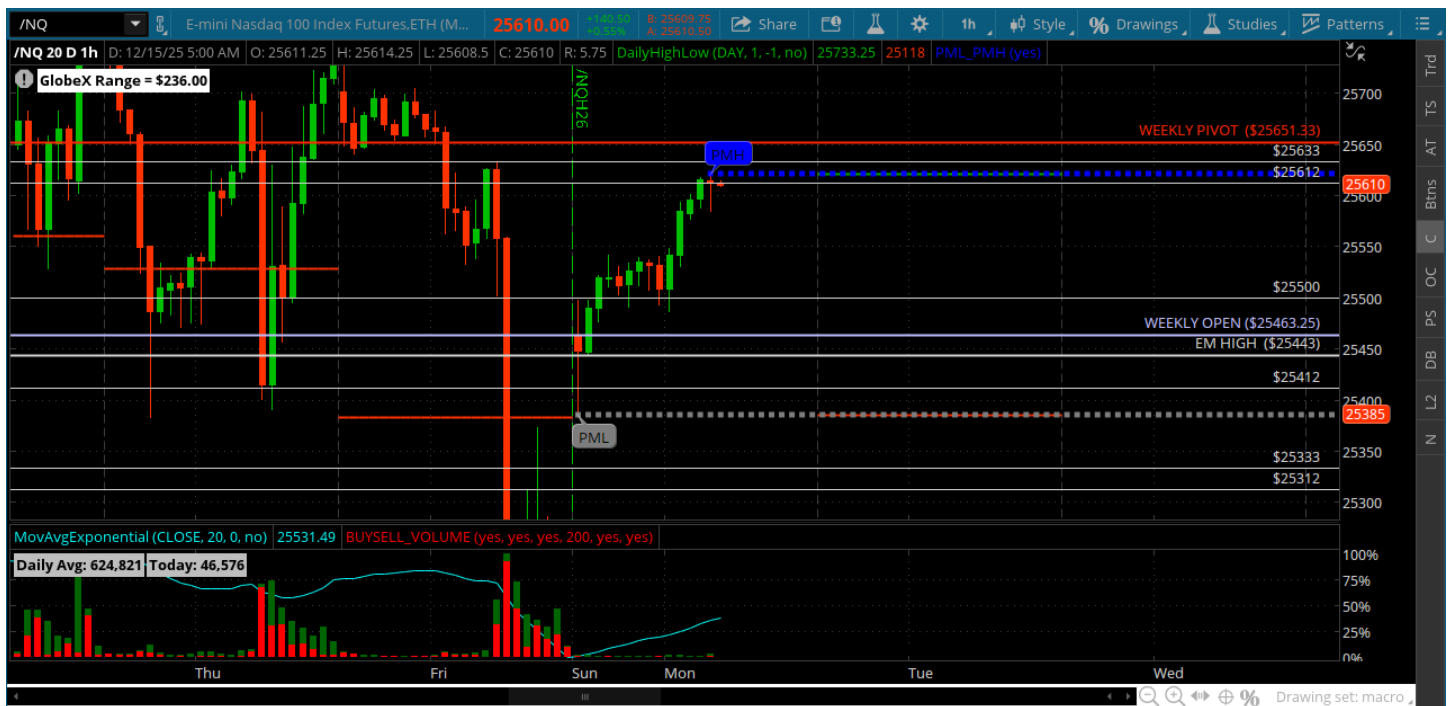 /NQ E-mini Nasdaq 100 Index Futures,ETH (M... 25610.00 +140.50 +0.55% B: 25609.75 A: 25610.50 Share 1h Style % Drawings Studies Patterns
/NQ 20 D 1h D: 12/15/25 5:00 AM O: 25611.25 H: 25614.25 L: 25608.5 C: 25610 R: 5.75 DailyHighLow (DAY, 1, -1, no) 25733.25 25118 PML_PMH (yes)
GlobeX Range = $236.00
/NQH26
25700
WEEKLY PIVOT ($25651.33)
25650
$25633
PMH
$25612
25610
25600
25550
$25500
25500
WEEKLY OPEN ($25463.25)
EM HIGH ($25443)
25450
$25412
25400
25385
PML
25350
$25333
$25312
25300
MovAvgExponential (CLOSE, 20, 0, no) 25531.49 BUYSELL_VOLUME (yes, yes, yes, 200, yes, yes)
Daily Avg: 624,821 Today: 46,576
100%
75%
50%
25%
0%
Thu Fri Sun Mon Tue Wed
Drawing set: macro
Trd
TS
AT
Btns
C
OC
PS
DB
L2
N